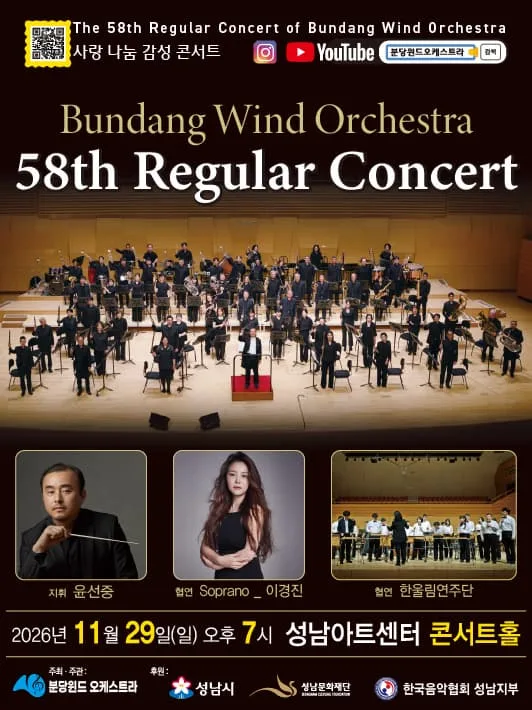 The 58th Regular Concert of Bundang Wind Orchestra
사랑 나눔 감성 콘서트
YouTube
분당윈드오케스트라
검색
Bundang Wind Orchestra
58th Regular Concert
지휘 윤선중
협연 Soprano _ 이경진
협연 한울림연주단
2026년 11월 29일(일) 오후 7시 성남아트센터 콘서트홀
주최·주관:
분당윈드 오케스트라
후원:
성남시
성남문화재단
SEONGNAM CULTURAL FOUNDATION
한국음악협회 성남지부